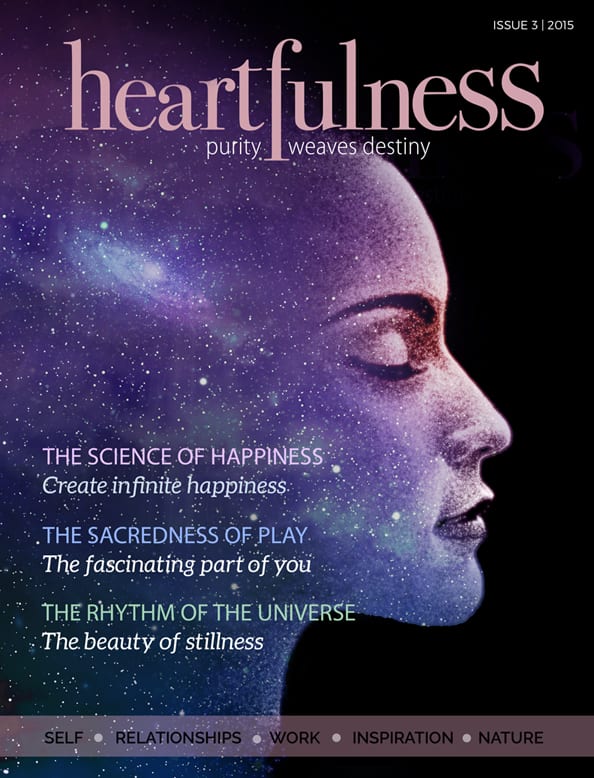 ISSUE 3 | 2015
heartfulness
purity weaves destiny
THE SCIENCE OF HAPPINESS
Create infinite happiness
THE SACREDNESS OF PLAY
The fascinating part of you
THE RHYTHM OF THE UNIVERSE
The beauty of stillness
SELF ● RELATIONSHIPS ● WORK ● INSPIRATION ● NATURE